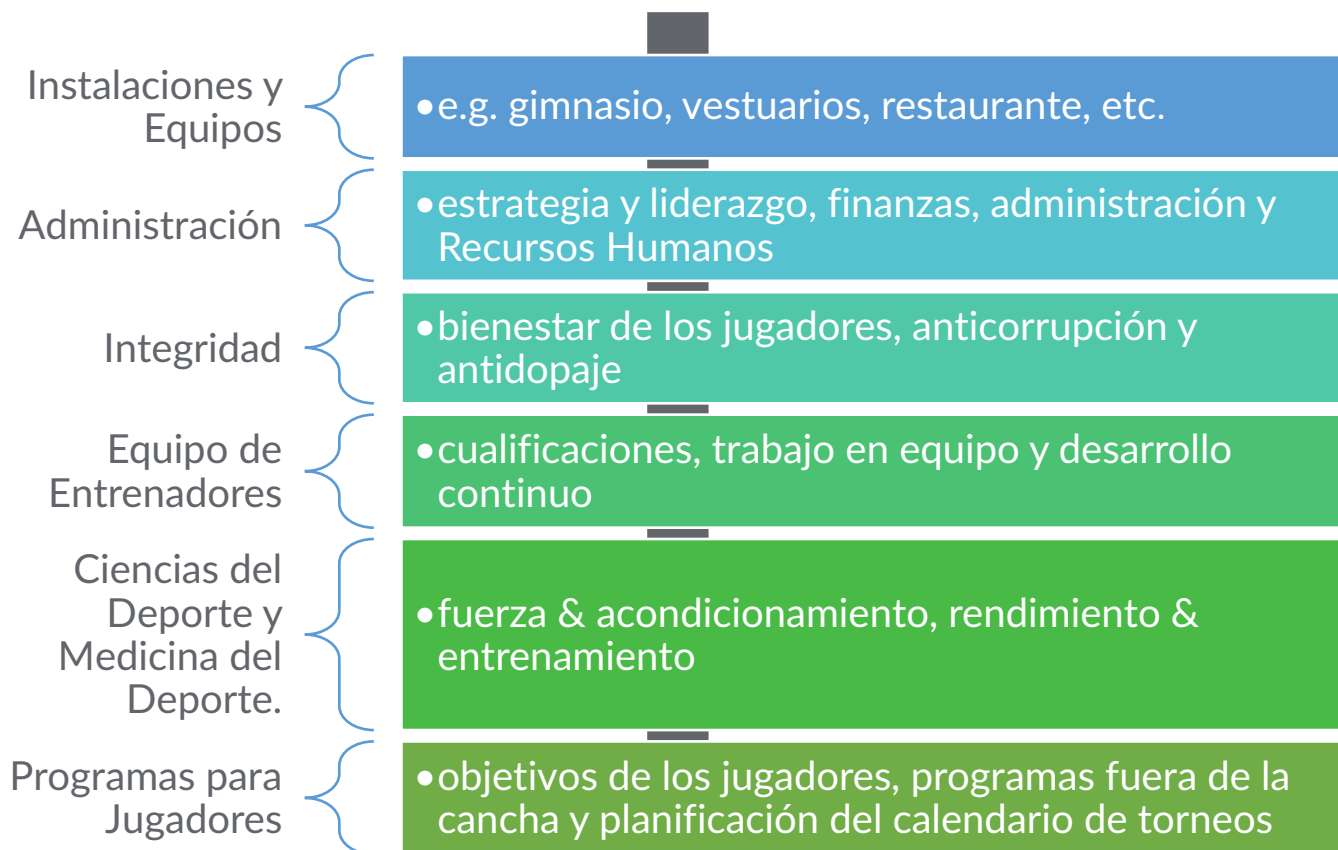 Instalaciones y
Equipos
•e.g. gimnasio, vestuarios, restaurante, etc.
Administración
•estrategia y liderazgo, finanzas, administración y
Recursos Humanos
Integridad
•bienestar de los jugadores, anticorrupción y
antidopaje
Equipo de
Entrenadores
•cualificaciones, trabajo en equipo y desarrollo
continuo
Ciencias del
Deporte y
Medicina del
Deporte.
•fuerza & acondicionamiento, rendimiento &
entrenamiento
Programas para
Jugadores
•objetivos de los jugadores, programas fuera de la
cancha y planificación del calendario de torneos